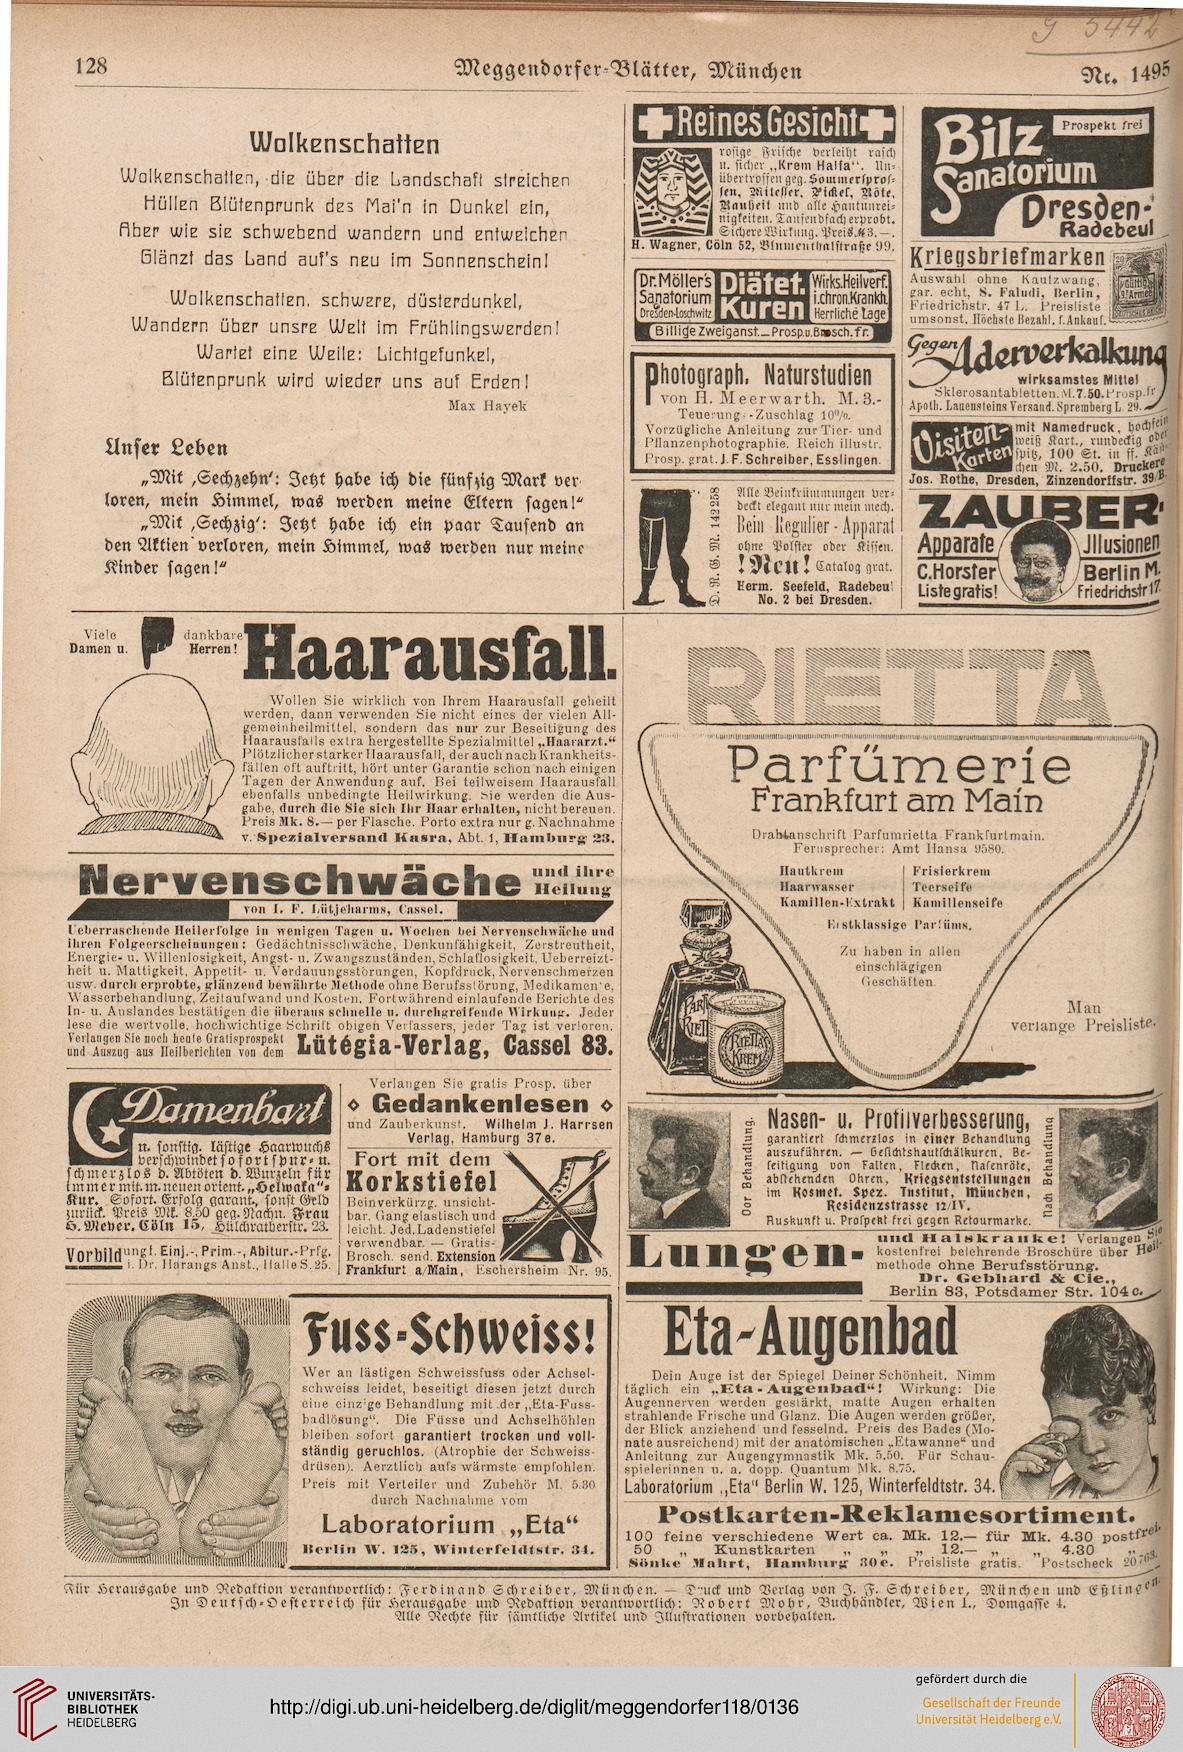 g 5442
128
Meggendorfer-Blätter, München
Nr. 1495
Wolkenschatten
Wolkenschatten, die über die Landschaft streichen
Hüllen Blütenprunk des Mai'n in Dunkel ein,
Aber wie sie schwebend wandern und entweichen
Glänzt das Land auf's neu im Sonnenschein!
Wolkenschatten, schwere, düsterdunkel,
Wandern über unsre Welt im Frühlingswerden!
Wartet eine Weile: Lichtgefunkel,
Blütenprunk wird wieder uns auf Erden!
Max Hayek
Unser Leben
„Mit ‚Sechzehn': Jetzt habe ich die fünfzig Mark ver
loren, mein Himmel, was werden meine Eltern sagen!“
„Mit ‚Sechzig': Jetzt habe ich ein paar Tausend an
den Aktien verloren, mein Himmel, was werden nur meine
Kinder sagen!“
Reines Gesicht
rosige Frische verleiht rasch
u. sicher „Krem Halfa“. Un-
übertroffen geg. Sommerspros-
sen, Mitesser, Pickel, Röte,
Rauheit und alle Hautunrei-
nigkeiten. Tausendfach erprobt.
Sichere Wirkung. Preis M 3.—.
H. Wagner, Cöln 52, Blumenthalstraße 99.
Dr. Möller's
Sanatorium
Dresden-Loschwitz
Diätet.
Kuren
Wirks. Heilverf.
i. chron. Krankh.
Herrliche Lage
Billige Zweiganst. — Prosp. u. Brosch. fr.
Photograph. Naturstudien
von H. Meerwarth. M. 3.-
Teuerungs-Zuschlag 10%.
Vorzügliche Anleitung zur Tier- und
Pflanzenphotographie. Reich illustr.
Prosp. grat. J. F. Schreiber, Esslingen.
D. R. G. M. 142258
Alle Beinkrümmungen ver-
deckt elegant nur mein mech.
Bein-Regulier-Apparat
ohne Polster oder Kissen.
! Neu! Catalog grat.
Herm. Seefeld, Radebeul
No. 2 bei Dresden.
Bilz
Prospekt frei
Sanatorium
Dresden-
Radebeul
Kriegsbriefmarken
Auswahl ohne Kaufzwang,
gar. echt, S. Faludi, Berlin,
Friedrichstr. 47 L. Preisliste
umsonst. Höchste Bezahl. f. Ankauf.
Gegen
Aderverkalkung
wirksamstes Mittel
Sklerosantabletten. M. 7.50. Prosp. fr
Apoth. Lauensteins Versand. Spremberg L. 29.
Visiten-
Karten
mit Namedruck, hochfein
weiß Kart., rundeckig oder
spitz, 100 St. in ff. Käst-
chen M. 2.50. Druckere
Jos. Rothe, Dresden, Zinzendorffstr. 39/B.
ZAUBER-
Apparate
Jllusionen
C. Horster
Berlin M.
Liste gratis!
Friedrichstr 17.
Viele
Damen u.
dankbare
Herren!
Haarausfall.
Wollen Sie wirklich von Ihrem Haarausfall geheilt
werden, dann verwenden Sie nicht eines der vielen All-
gemeinheilmittel, sondern das nur zur Beseitigung des
Haarausfalls extra hergestellte Spezialmittel „Haararzt.“
Plötzlicher starker Haarausfall, der auch nach Krankheits-
fällen oft auftritt, hört unter Garantie schon nach einigen
Tagen der Anwendung auf. Bei teilweisem Haarausfall
ebenfalls unbedingte Heilwirkung. Sie werden die Aus-
gabe, durch die Sie sich Ihr Haar erhalten, nicht bereuen.
Preis Mk. 8.— per Flasche. Porto extra nur g. Nachnahme
v. Spezialversand Kasra, Abt. 1, Hamburg 23.
Nervenschwäche
und ihre
Heilung
von I. F. Lütjeharms, Cassel.
Ueberraschende Heilerfolge in wenigen Tagen u. Wochen bei Nervenschwäche und
ihren Folgeerscheinungen: Gedächtnisschwäche, Denkunfähigkeit, Zerstreutheit,
Energie- u. Willenlosigkeit, Angst- u. Zwangszuständen, Schlaflosigkeit, Ueberreizt-
heit u. Mattigkeit, Appetit- u. Verdauungsstörungen, Kopfdruck, Nervenschmerzen
usw. durch erprobte, glänzend bewährte Methode ohne Berufsstörung, Medikamente,
Wasserbehandlung, Zeitaufwand und Kosten. Fortwährend einlaufende Berichte des
In- u. Auslandes bestätigen die überaus schnelle u. durchgreifende Wirkung. Jeder
lese die wertvolle, hochwichtige Schrift obigen Verfassers, jeder Tag ist verloren.
Verlangen Sie noch heute Gratisprospekt
und Auszug aus Heilberichten von dem
Lütégia-Verlag, Cassel 83.
RIETTA
Parfümerie
Frankfurt am Main
Drahtanschrift Parfumrietta Frankfurtmain.
Fernsprecher: Amt Hansa 9580.
Hautkrem
Haarwasser
Kamillen-Extrakt
Frisierkrem
Teerseife
Kamillenseife
Erstklassige Parfüms.
Zu haben in allen
einschlägigen
Geschäften.
Man
verlange Preisliste.
RIETTA
KREM
Damenbart
u. sonstig. lästige Haarwuchs
verschwindet sofort spur- u.
schmerzlos d. Abtöten d. Wurzeln für
immer mit. m. neuen orient. „Helwaka“-
Kur. Sofort. Erfolg garant., sonst Geld
zurück. Preis Mk. 8.50 geg. Nachn. Frau
H. Meyer, Cöln 15, Hülchratherstr. 23.
Vorbild ungf. Einj.-, Prim.-, Abitur.-Prfg.
i. Dr. Harangs Anst., Halle S. 25.
Verlangen Sie gratis Prosp. über
Gedankenlesen
und Zauberkunst. Wilhelm J. Harrsen
Verlag, Hamburg 37e.
Fort mit dem
Korkstiefel
Beinverkürzg. unsicht-
bar. Gang elastisch und
leicht. Jed. Ladenstiefel
verwendbar. — Gratis-
Brosch. send. Extension
Frankfurt a/Main, Eschersheim Nr. 95.
Vor Behandlung.
Nasen- u. Profilverbesserung,
garantiert schmerzlos in einer Behandlung
auszuführen. — Gesichtshautschälkuren, Be-
seitigung von Falten, Flecken, Nasenröte,
abstehenden Ohren, Kriegsentstellungen
im Kosmet. Spez. Institut, München,
Residenzstrasse 12/IV.
Auskunft u. Prospekt frei gegen Retourmarke.
Nach Behandlung
Lungen-
und Halskranke! Verlangen Sie
kostenfrei belehrende Broschüre über Heil-
methode ohne Berufsstörung.
Dr. Gebhard & Cie.,
Berlin 83, Potsdamer Str. 104c.
Fuss-Schweiss!
Wer an lästigen Schweissfuss oder Achsel-
schweiss leidet, beseitigt diesen jetzt durch
eine einzige Behandlung mit der „Eta-Fuss-
badlösung“. Die Füsse und Achselhöhlen
bleiben sofort garantiert trocken und voll-
ständig geruchlos. (Atrophie der Schweiss-
drüsen). Aerztlich aufs wärmste empfohlen.
Preis mit Verteiler und Zubehör M. 5.30
durch Nachnahme vom
Laboratorium „Eta“
Berlin W. 125, Winterfeldtstr. 34.
Eta-Augenbad
Dein Auge ist der Spiegel Deiner Schönheit. Nimm
täglich ein „Eta-Augenbad“! Wirkung: Die
Augennerven werden gestärkt, matte Augen erhalten
strahlende Frische und Glanz. Die Augen werden größer,
der Blick anziehend und fesselnd. Preis des Bades (Mo-
nate ausreichend) mit der anatomischen „Etawanne“ und
Anleitung zur Augengymnastik Mk. 5.50. Für Schau-
spielerinnen u. a. dopp. Quantum Mk. 8.75.
Laboratorium „Eta“ Berlin W. 125, Winterfeldtstr. 34.
Postkarten-Reklamesortiment.
100 feine verschiedene Wert ca. Mk. 12.— für Mk. 4.30 postfrei.
50 „ Kunstkarten „ „ „ 12.— „ „ 4.30 „
Sönke Mahrt, Hamburg 30e. Preisliste gratis. Postscheck 20763.
Für Herausgabe und Redaktion verantwortlich: Ferdinand Schreiber, München. — Druck und Verlag von J. F. Schreiber, München und Eßlingen.
In Deutsch-Oesterreich für Herausgabe und Redaktion verantwortlich: Robert Mohr, Buchhändler, Wien I., Domgasse 4.
Alle Rechte für sämtliche Artikel und Illustrationen vorbehalten.
UNIVERSITÄTS-
BIBLIOTHEK
HEIDELBERG
http://digi.ub.uni-heidelberg.de/diglit/meggendorfer118/0136
gefördert durch die
Gesellschaft der Freunde
Universität Heidelberg e.V.